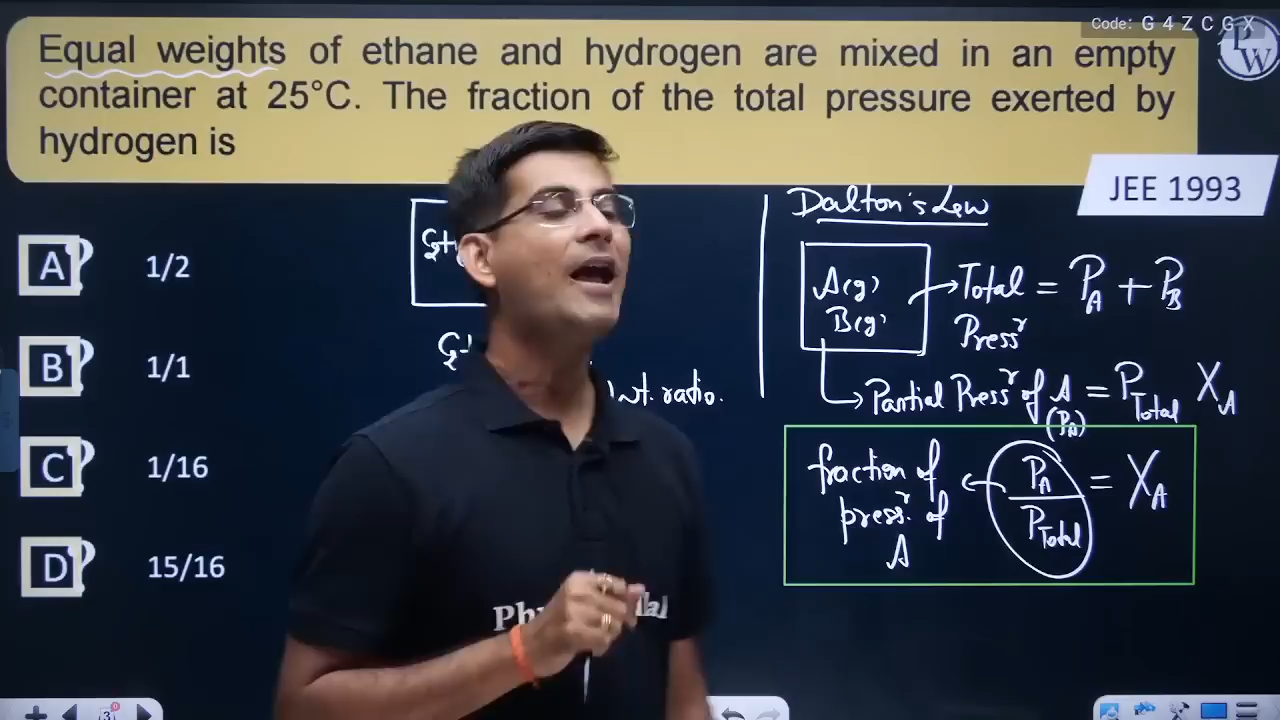 Code: G 4 Z C G X
PW
Equal weights of ethane and hydrogen are mixed in an empty
container at 25°C. The fraction of the total pressure exerted by
hydrogen is
JEE 1993
A 1/2
B 1/1
C 1/16
D 15/16
wt. ratio.
Dalton's Law
A(g)
B(g)
Total = P_A + P_B
Press^r
Partial Press^r of A = P_Total X_A
(P_A)
fraction of
press^r of
A
P_A / P_Total = X_A
3